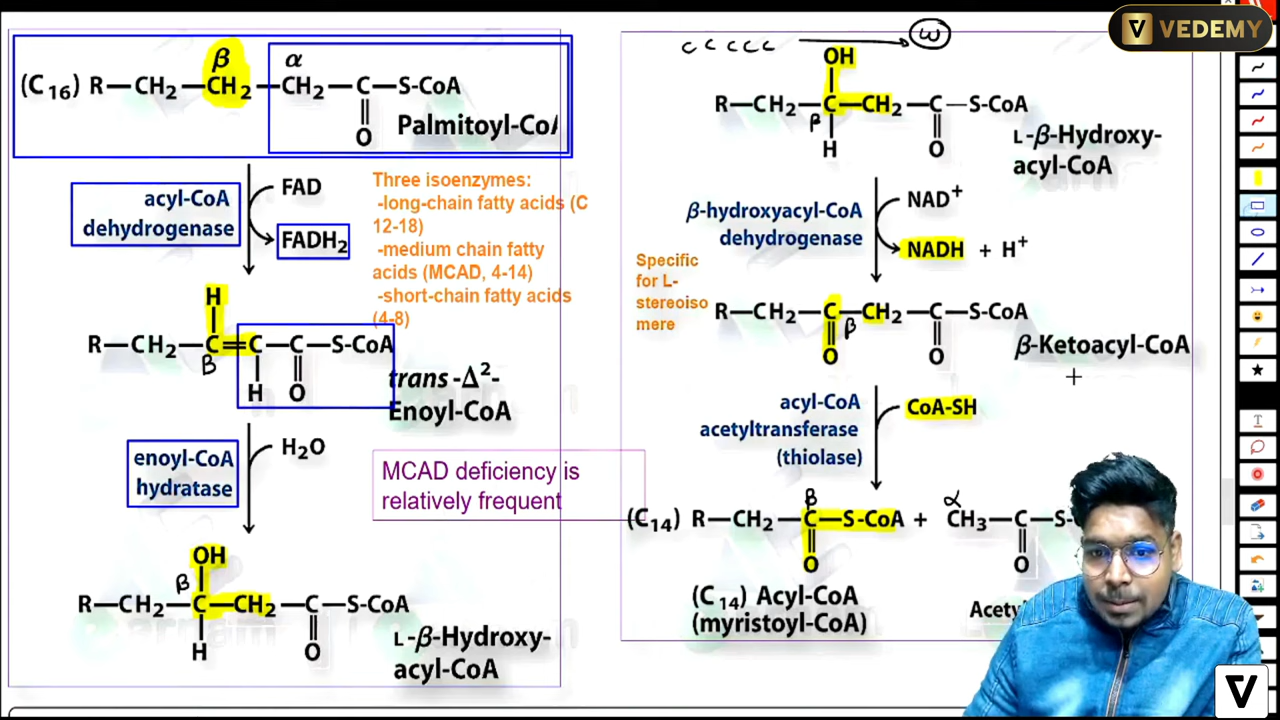 VEDEMY
β α
(C₁₆) R—CH₂—CH₂—CH₂—C—S-CoA
O
Palmitoyl-CoA
acyl-CoA
dehydrogenase
FAD
FADH₂
Three isoenzymes:
-long-chain fatty acids (C
12-18)
-medium chain fatty
acids (MCAD, 4-14)
-short-chain fatty acids
(4-8)
H
R—CH₂—C=C—C—S-CoA
β
H O
trans-Δ²-
Enoyl-CoA
enoyl-CoA
hydratase
H₂O
MCAD deficiency is
relatively frequent
OH
β
R—CH₂—C—CH₂—C—S-CoA
H O
L-β-Hydroxy-
acyl-CoA
c c c c c ω
OH
R—CH₂—C—CH₂—C—S-CoA
β
H O
L-β-Hydroxy-
acyl-CoA
β-hydroxyacyl-CoA
dehydrogenase
NAD⁺
NADH + H⁺
Specific
for L-
stereoiso
mere
R—CH₂—C—CH₂—C—S-CoA
β
O O
β-Ketoacyl-CoA
acyl-CoA
acetyltransferase
(thiolase)
CoA-SH
β α
(C₁₄) R—CH₂—C—S-CoA + CH₃—C—S-
O O
(C₁₄) Acyl-CoA
(myristoyl-CoA)
Acety